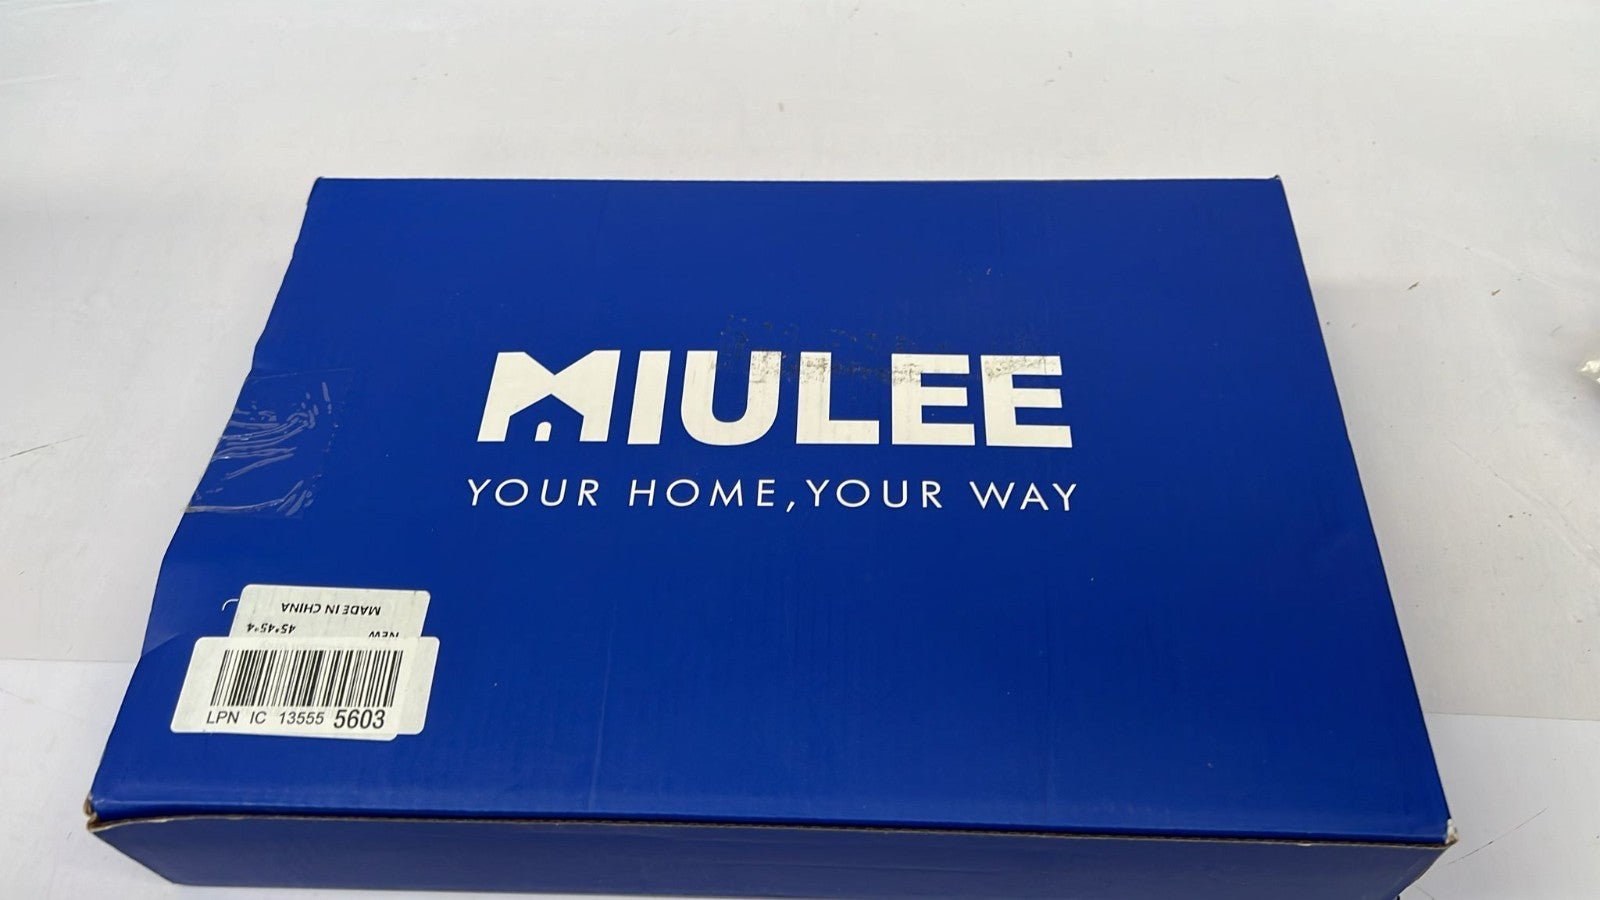 MIULEE
YOUR HOME,YOUR WAY
MADE IN CHINA
NEW 45*45*4
LPN IC 13555 5603